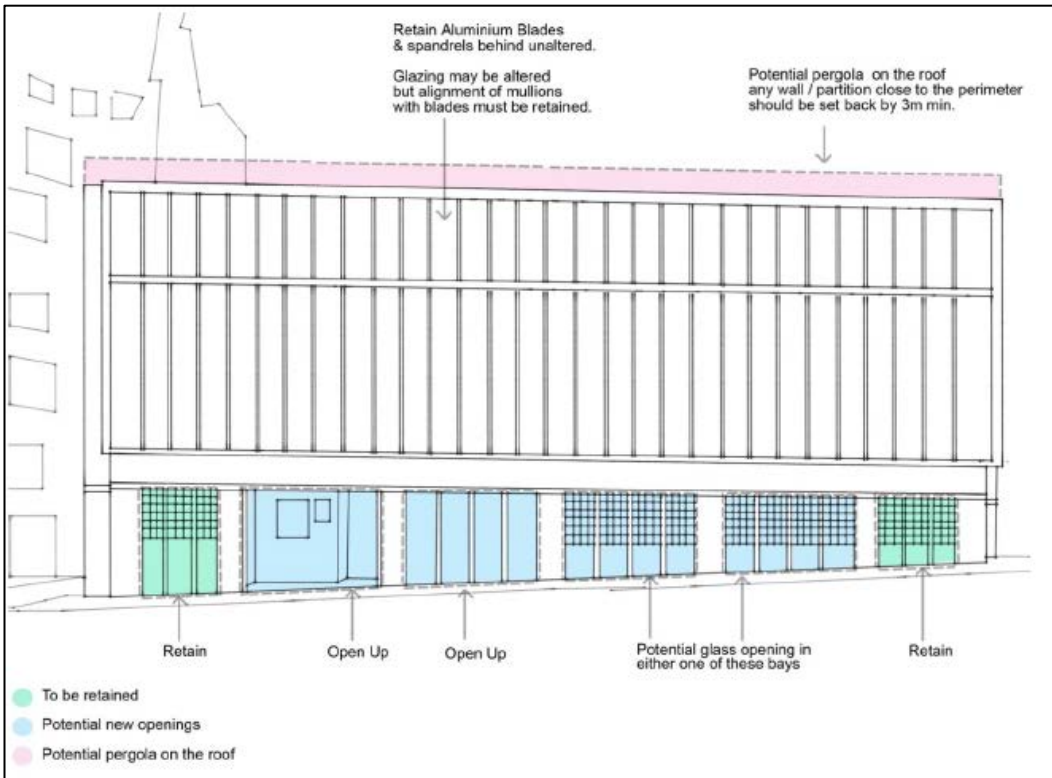 Retain Aluminium Blades
& spandrels behind unaltered.
Glazing may be altered
but alignment of mullions
with blades must be retained.
Potential pergola on the roof
any wall / partition close to the perimeter
should be set back by 3m min.
Retain
Open Up
Open Up
Potential glass opening in
either one of these bays
Retain
To be retained
Potential new openings
Potential pergola on the roof